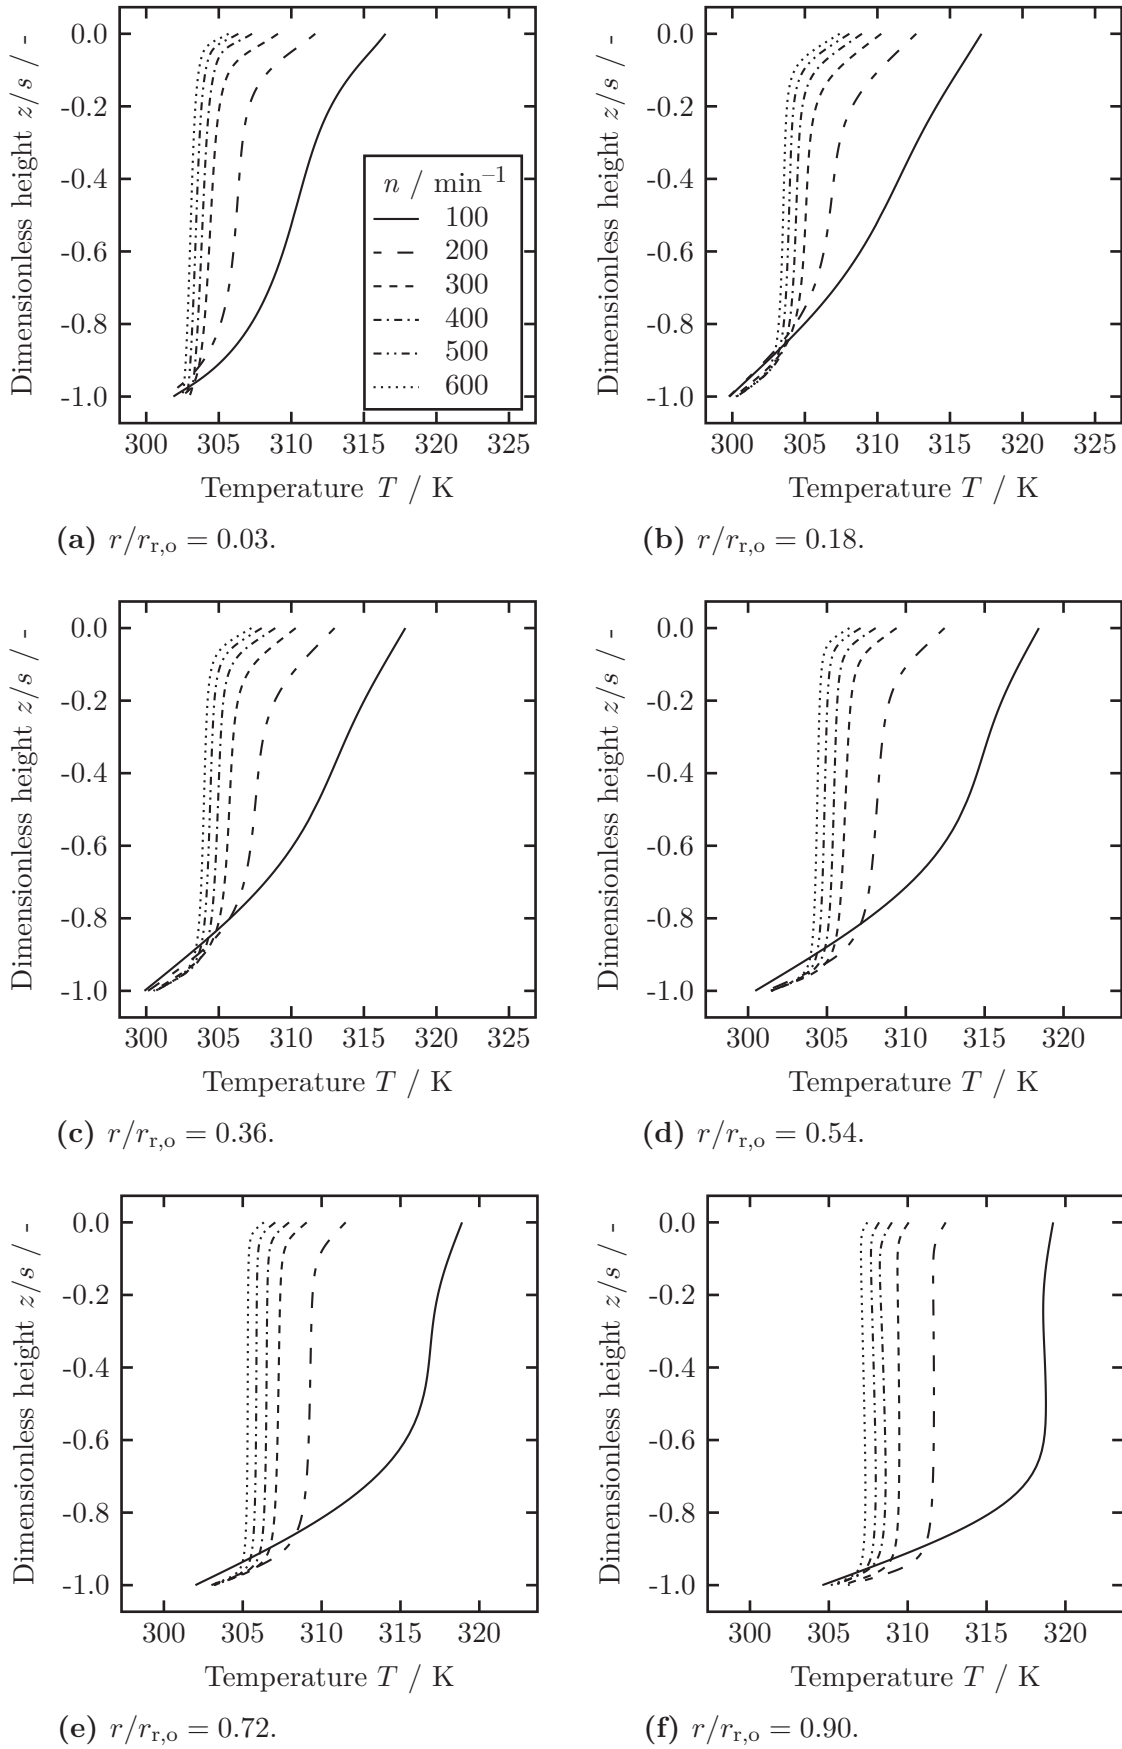 Dimensionless height z/s / -
0.0
-0.2
-0.4
-0.6
-0.8
-1.0
n / min⁻¹
100
200
300
400
500
600
300 305 310 315 320 325
Temperature T / K
(a) r/r_r,o = 0.03.
Dimensionless height z/s / -
0.0
-0.2
-0.4
-0.6
-0.8
-1.0
300 305 310 315 320 325
Temperature T / K
(b) r/r_r,o = 0.18.
Dimensionless height z/s / -
0.0
-0.2
-0.4
-0.6
-0.8
-1.0
300 305 310 315 320 325
Temperature T / K
(c) r/r_r,o = 0.36.
Dimensionless height z/s / -
0.0
-0.2
-0.4
-0.6
-0.8
-1.0
300 305 310 315 320
Temperature T / K
(d) r/r_r,o = 0.54.
Dimensionless height z/s / -
0.0
-0.2
-0.4
-0.6
-0.8
-1.0
300 305 310 315 320
Temperature T / K
(e) r/r_r,o = 0.72.
Dimensionless height z/s / -
0.0
-0.2
-0.4
-0.6
-0.8
-1.0
300 305 310 315 320
Temperature T / K
(f) r/r_r,o = 0.90.